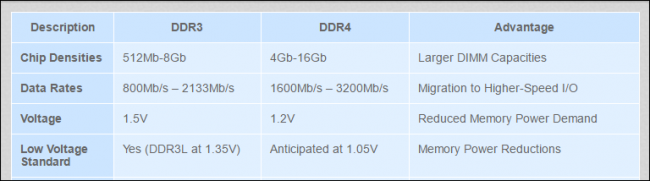 Description DDR3 DDR4 Advantage
Chip Densities 512Mb-8Gb 4Gb-16Gb Larger DIMM Capacities
Data Rates 800Mb/s – 2133Mb/s 1600Mb/s – 3200Mb/s Migration to Higher-Speed I/O
Voltage 1.5V 1.2V Reduced Memory Power Demand
Low Voltage
Standard Yes (DDR3L at 1.35V) Anticipated at 1.05V Memory Power Reductions